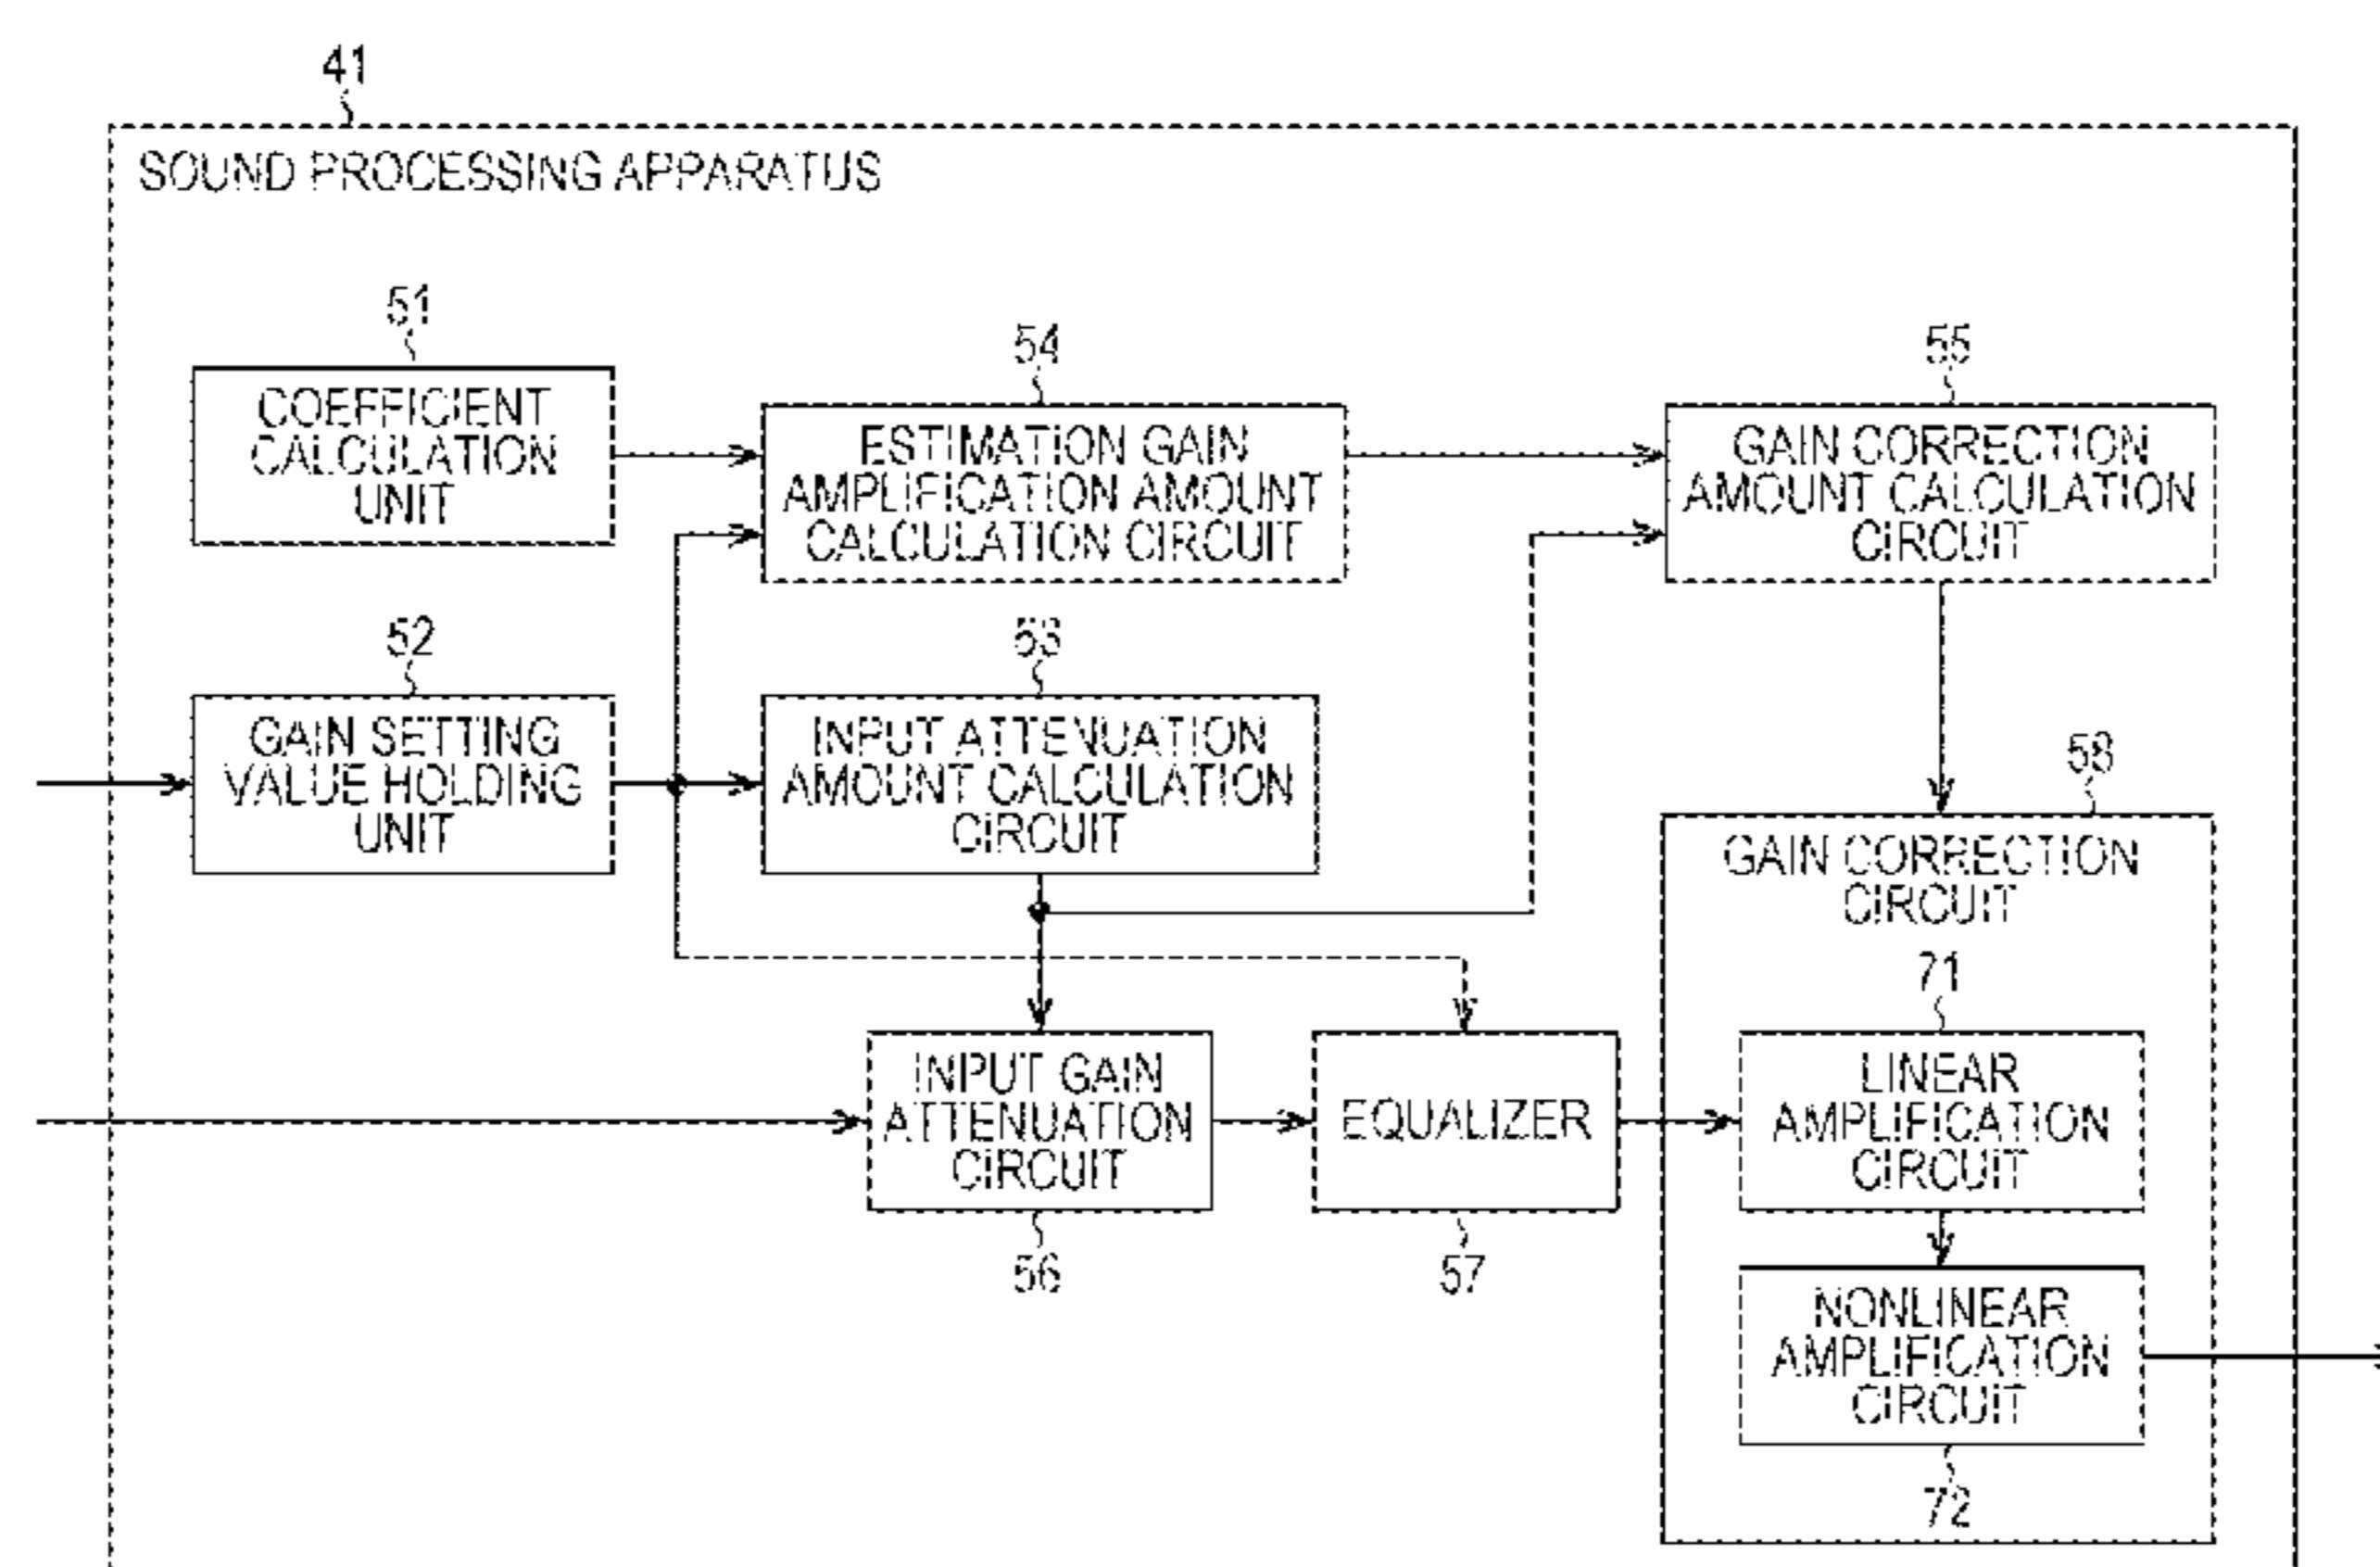 41
SOUND PROCESSING APPARATUS
51
COEFFICIENT
CALCULATION
UNIT
54
ESTIMATION GAIN
AMPLIFICATION AMOUNT
CALCULATION CIRCUIT
55
GAIN CORRECTION
AMOUNT CALCULATION
CIRCUIT
52
GAIN SETTING
VALUE HOLDING
UNIT
53
INPUT ATTENUATION
AMOUNT CALCULATION
CIRCUIT
58
GAIN CORRECTION
CIRCUIT
71
LINEAR
AMPLIFICATION
CIRCUIT
INPUT GAIN
ATTENUATION
CIRCUIT
56
EQUALIZER
57
NONLINEAR
AMPLIFICATION
CIRCUIT
72